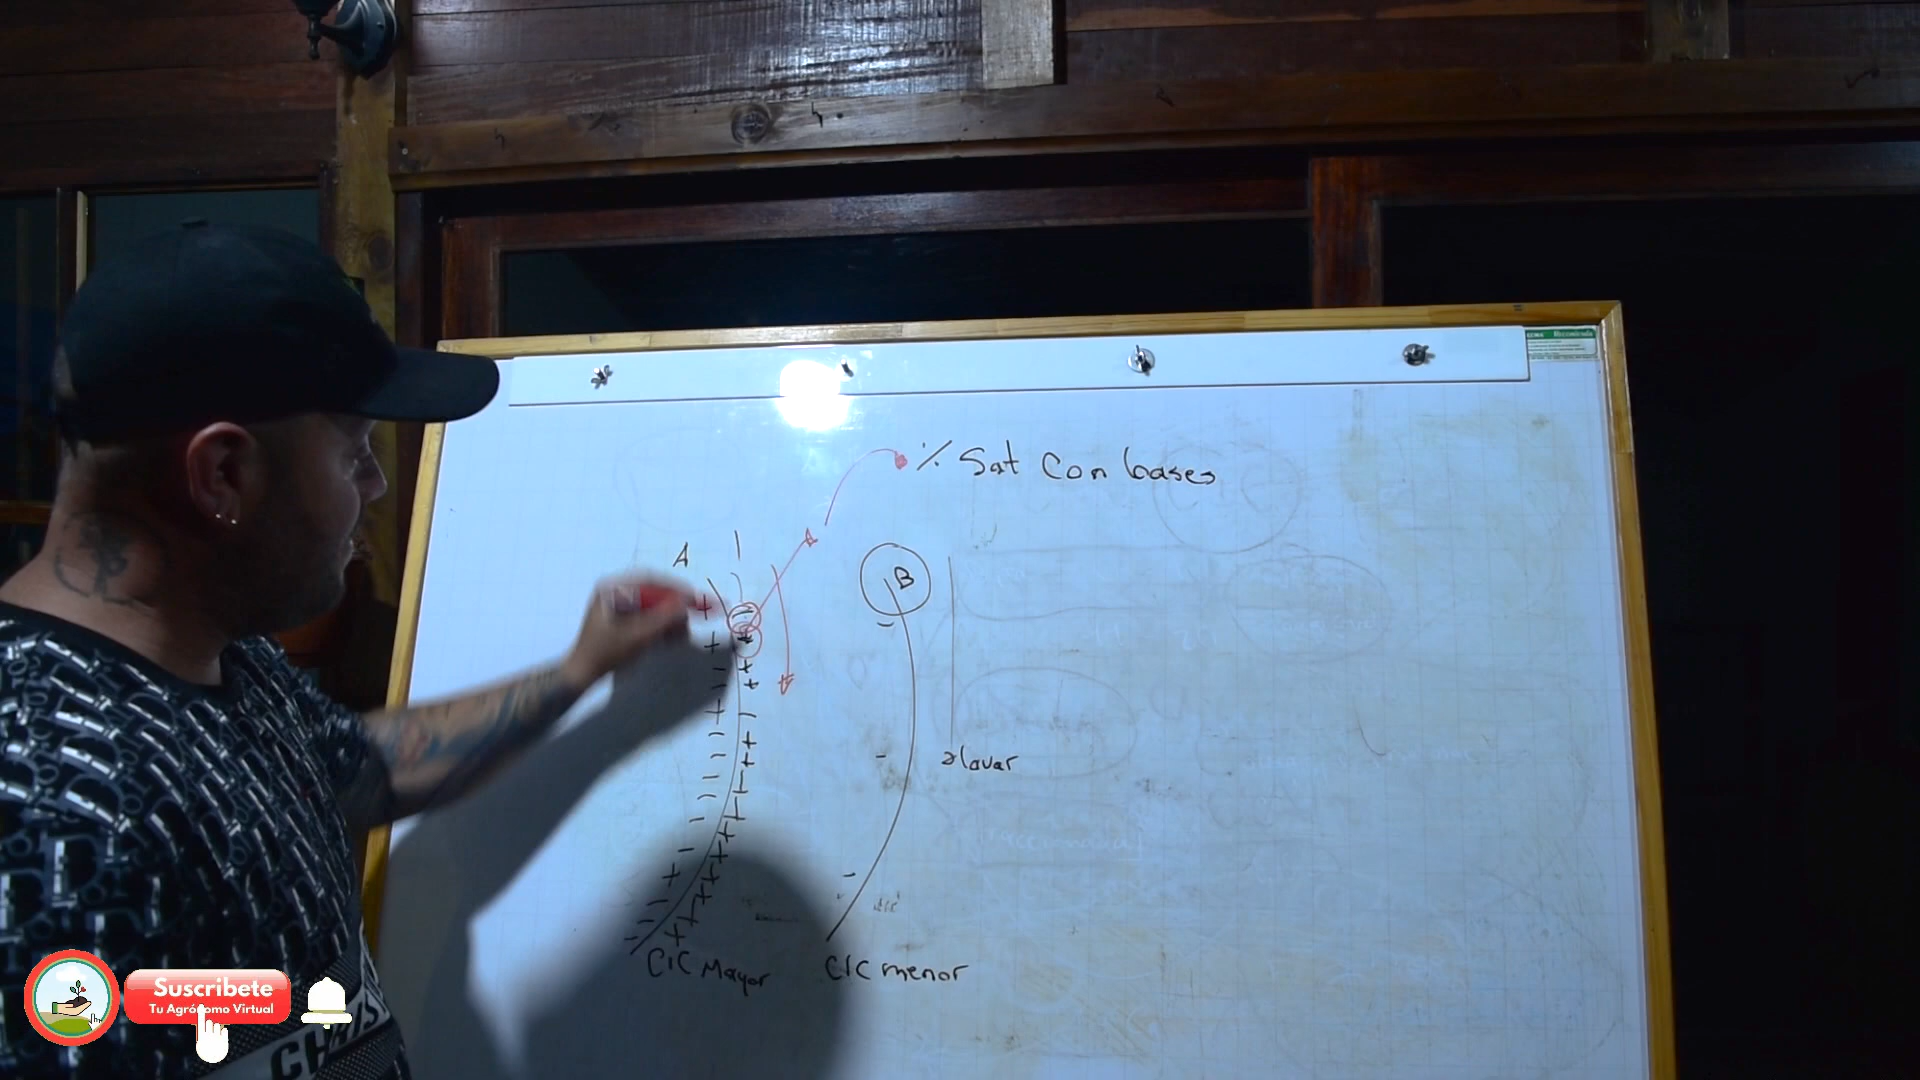 % Sat Con bases
A
B
alavar
CIC Mayor
CIC menor
Suscribete
Tu Agrónomo Virtual